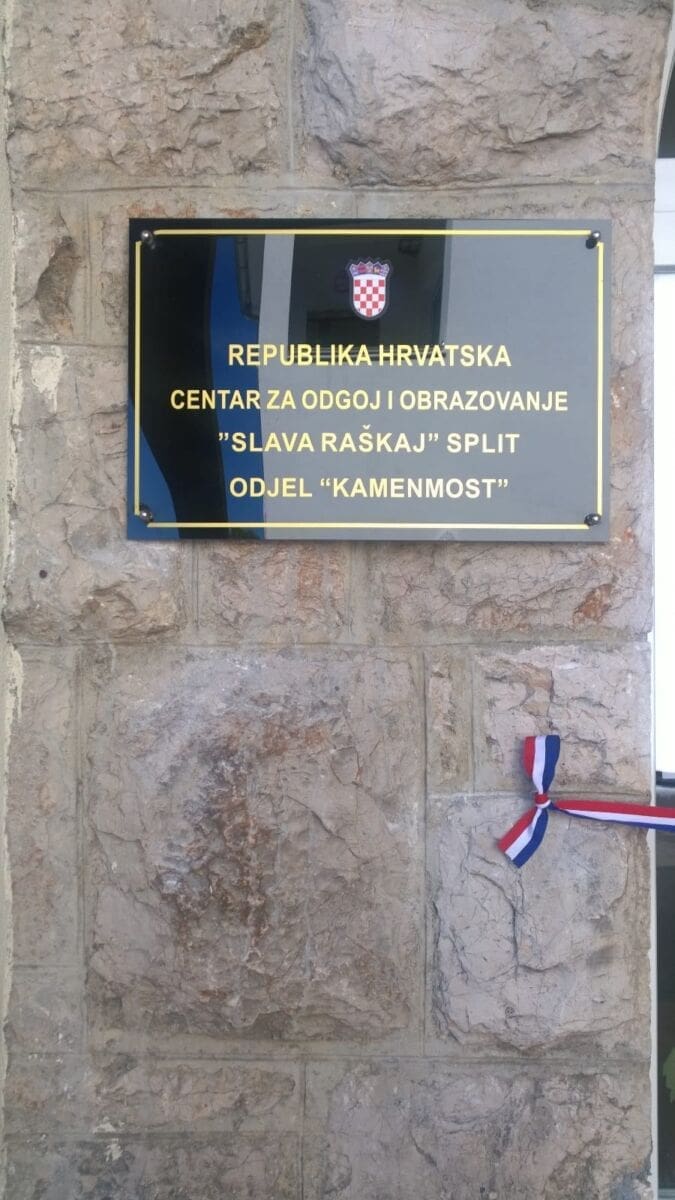 REPUBLIKA HRVATSKA
CENTAR ZA ODGOJ I OBRAZOVANJE
”SLAVA RAŠKAJ” SPLIT
ODJEL “KAMENMOST”